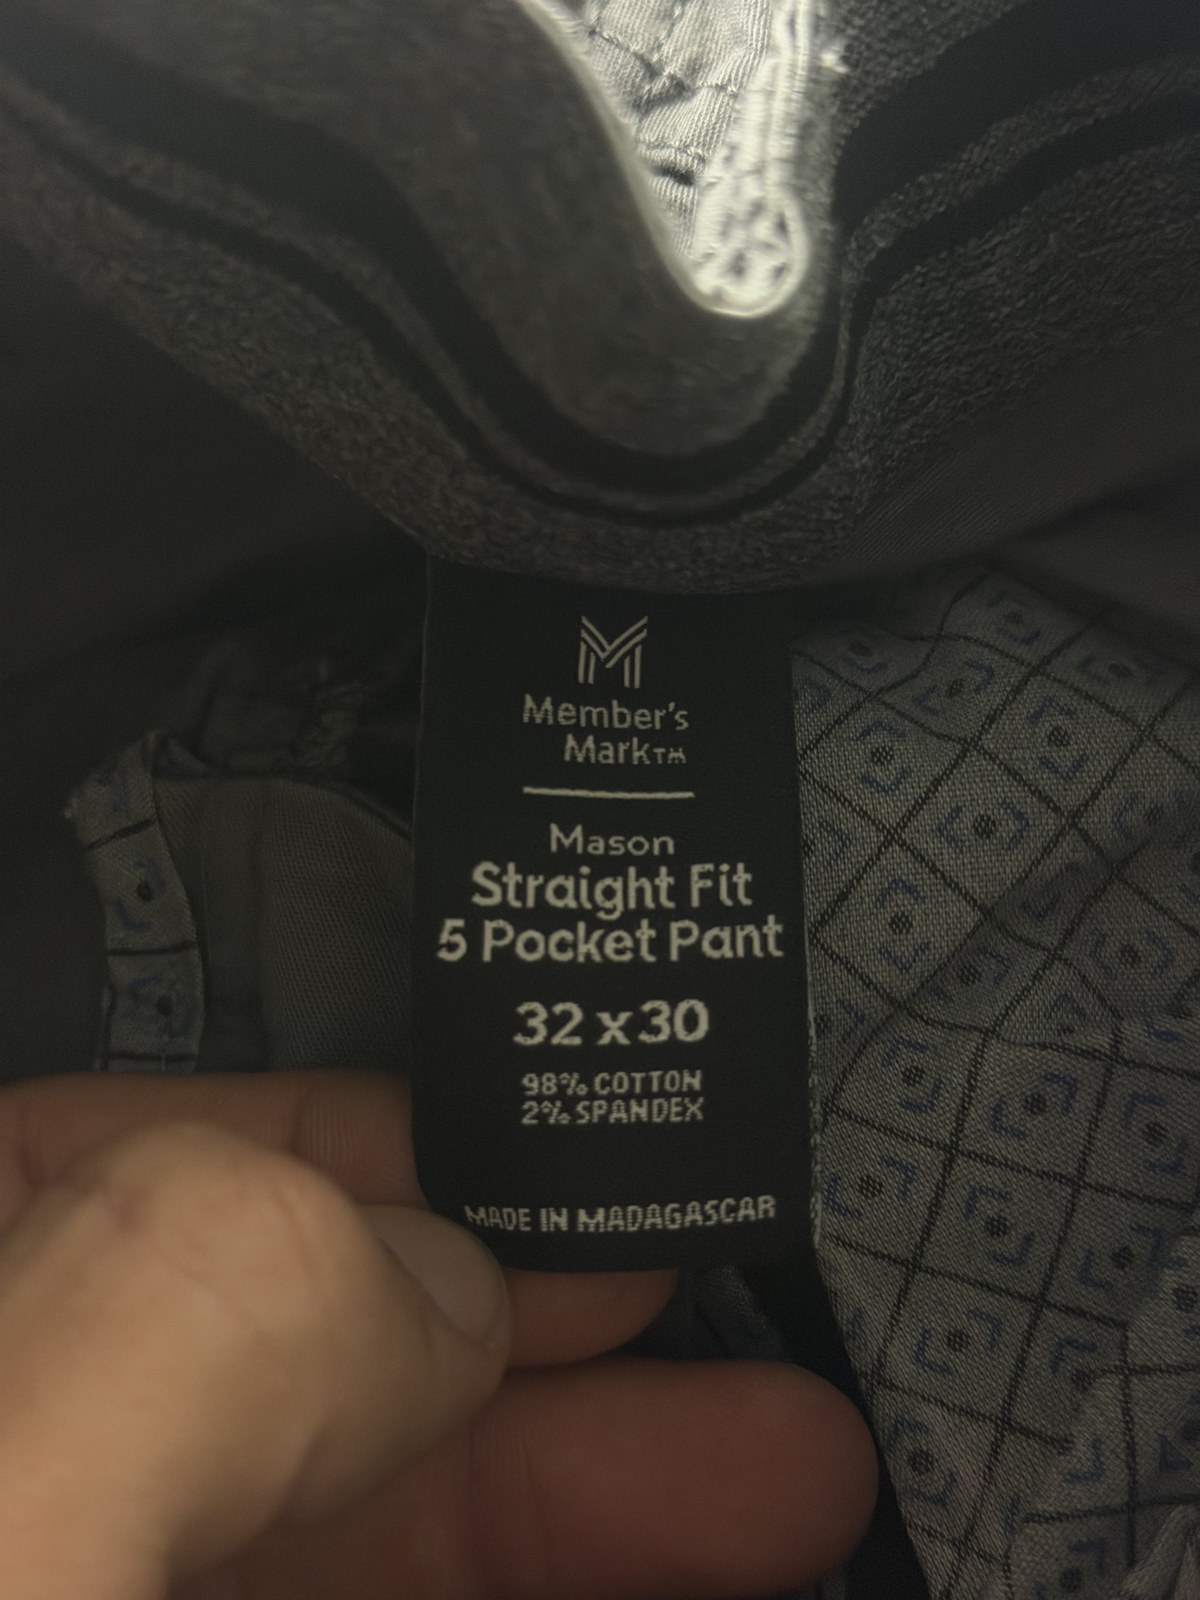 M
Member's
Mark™
Mason
Straight Fit
5 Pocket Pant
32 x 30
98% COTTON
2% SPANDEX
MADE IN MADAGASCAR